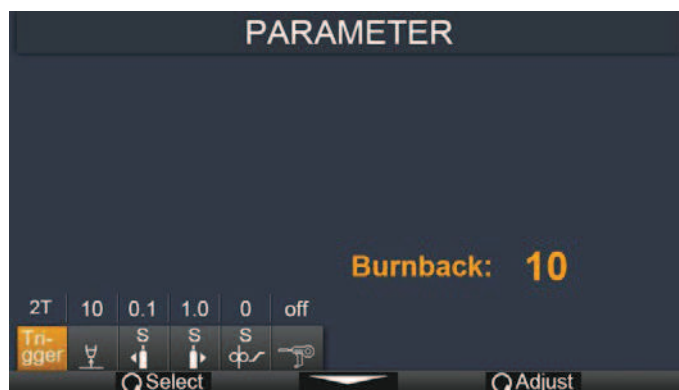 PARAMETER
Burnback: 10
2T 10 0.1 1.0 0 off
Tri-
gger S S S
Select Adjust